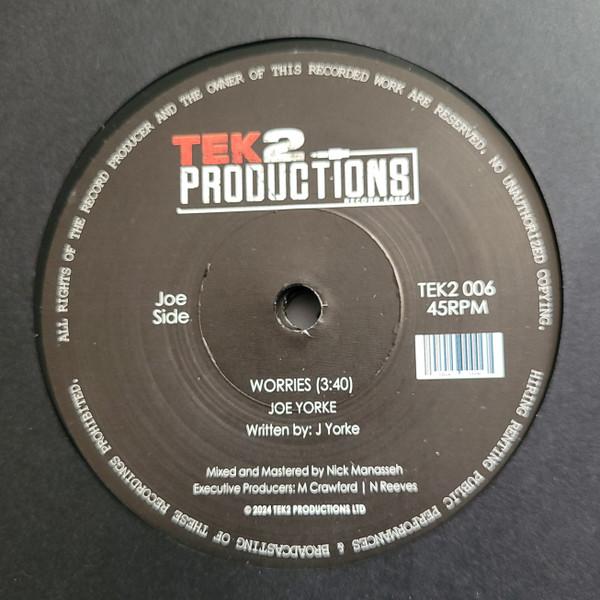 ALL RIGHTS OF THE RECORD PRODUCER AND THE OWNER OF THIS RECORDED WORK ARE RESERVED. NO UNAUTHORIZED COPYING,
HIRING RENTING PUBLIC PERFORMANCES & BROADCASTING OF THESE RECORDINGS PROHIBITED.
TEK2
PRODUCTIONS
RECORD LABEL
Joe
Side
TEK2 006
45RPM
WORRIES (3:40)
JOE YORKE
Written by: J Yorke
Mixed and Mastered by Nick Manasseh
Executive Producers: M Crawford | N Reeves
© 2024 TEK2 PRODUCTIONS LTD